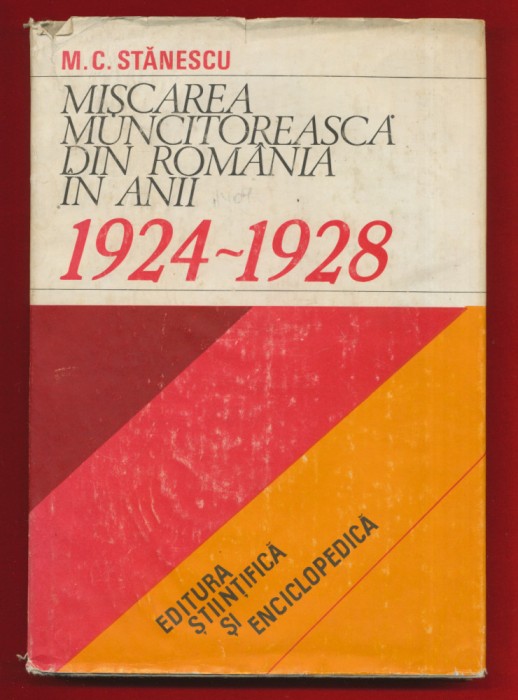 M.C. STĂNESCU
MIȘCAREA
MUNCITOREASCĂ
DIN ROMÂNIA
ÎN ANII
1924~1928
EDITURA
ȘTIINȚIFICĂ
ȘI
ENCICLOPEDICĂ